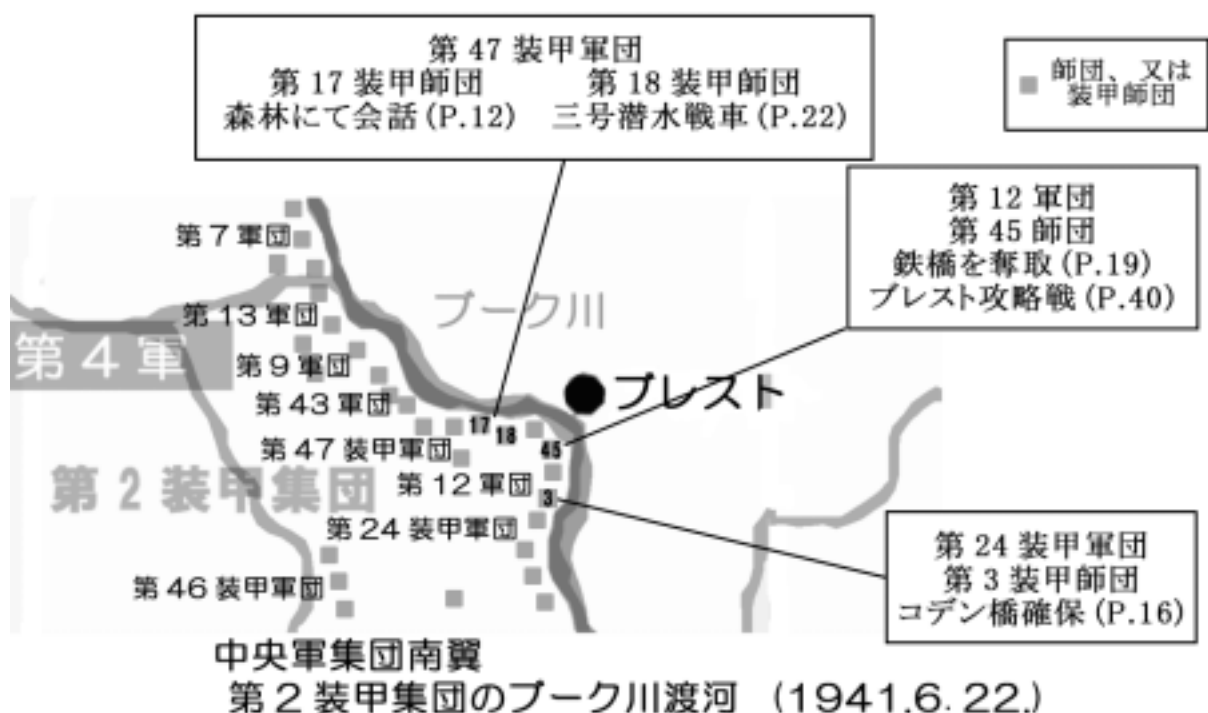 第 47 装甲軍団
第 17 装甲師団 第 18 装甲師団
森林にて会話 (P.12) 三号潜水戦車 (P.22)
師団、又は
装甲師団
第 12 軍団
第 45 師団
鉄橋を奪取 (P.19)
ブレスト攻略戦 (P.40)
第 7 軍団
ブーク川
第 13 軍団
第 4 軍
第 9 軍団
ブレスト
第 43 軍団
17
18
45
第 47 装甲軍団
第 2 装甲集団
第 12 軍団
3
第 24 装甲軍団
第 46 装甲軍団
第 24 装甲軍団
第 3 装甲師団
コデン橋確保 (P.16)
中央軍集団南翼
第 2 装甲集団のブーク川渡河 (1941.6.22.)